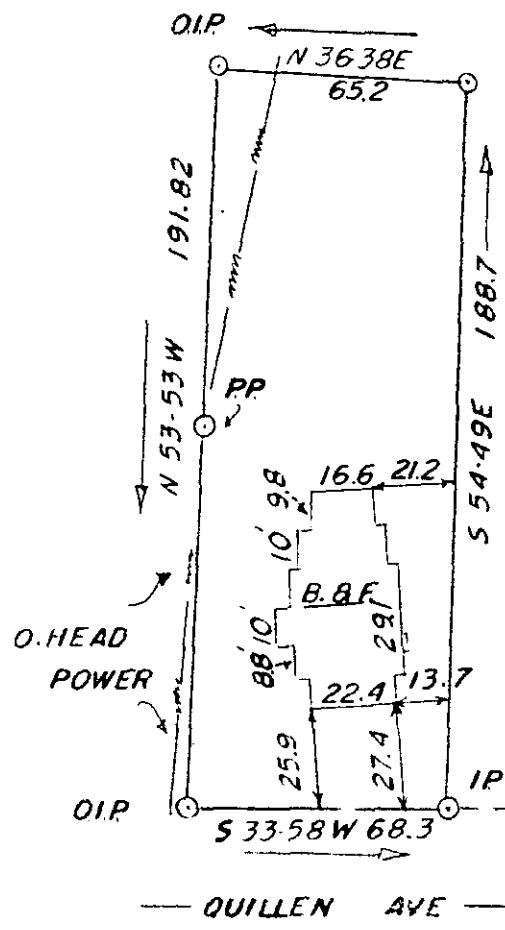 O.I.P.
N 36 38E
65.2
191.82
188.7
N 53-53 W
S 54-49E
P.P.
16.6
21.2
9.8
10'
B. & F.
29.1
10'
8.8'
O. HEAD
POWER
22.4
13.7
25.9
27.4
O.I.P.
I.P.
S 33-58 W 68.3
QUILLEN AVE